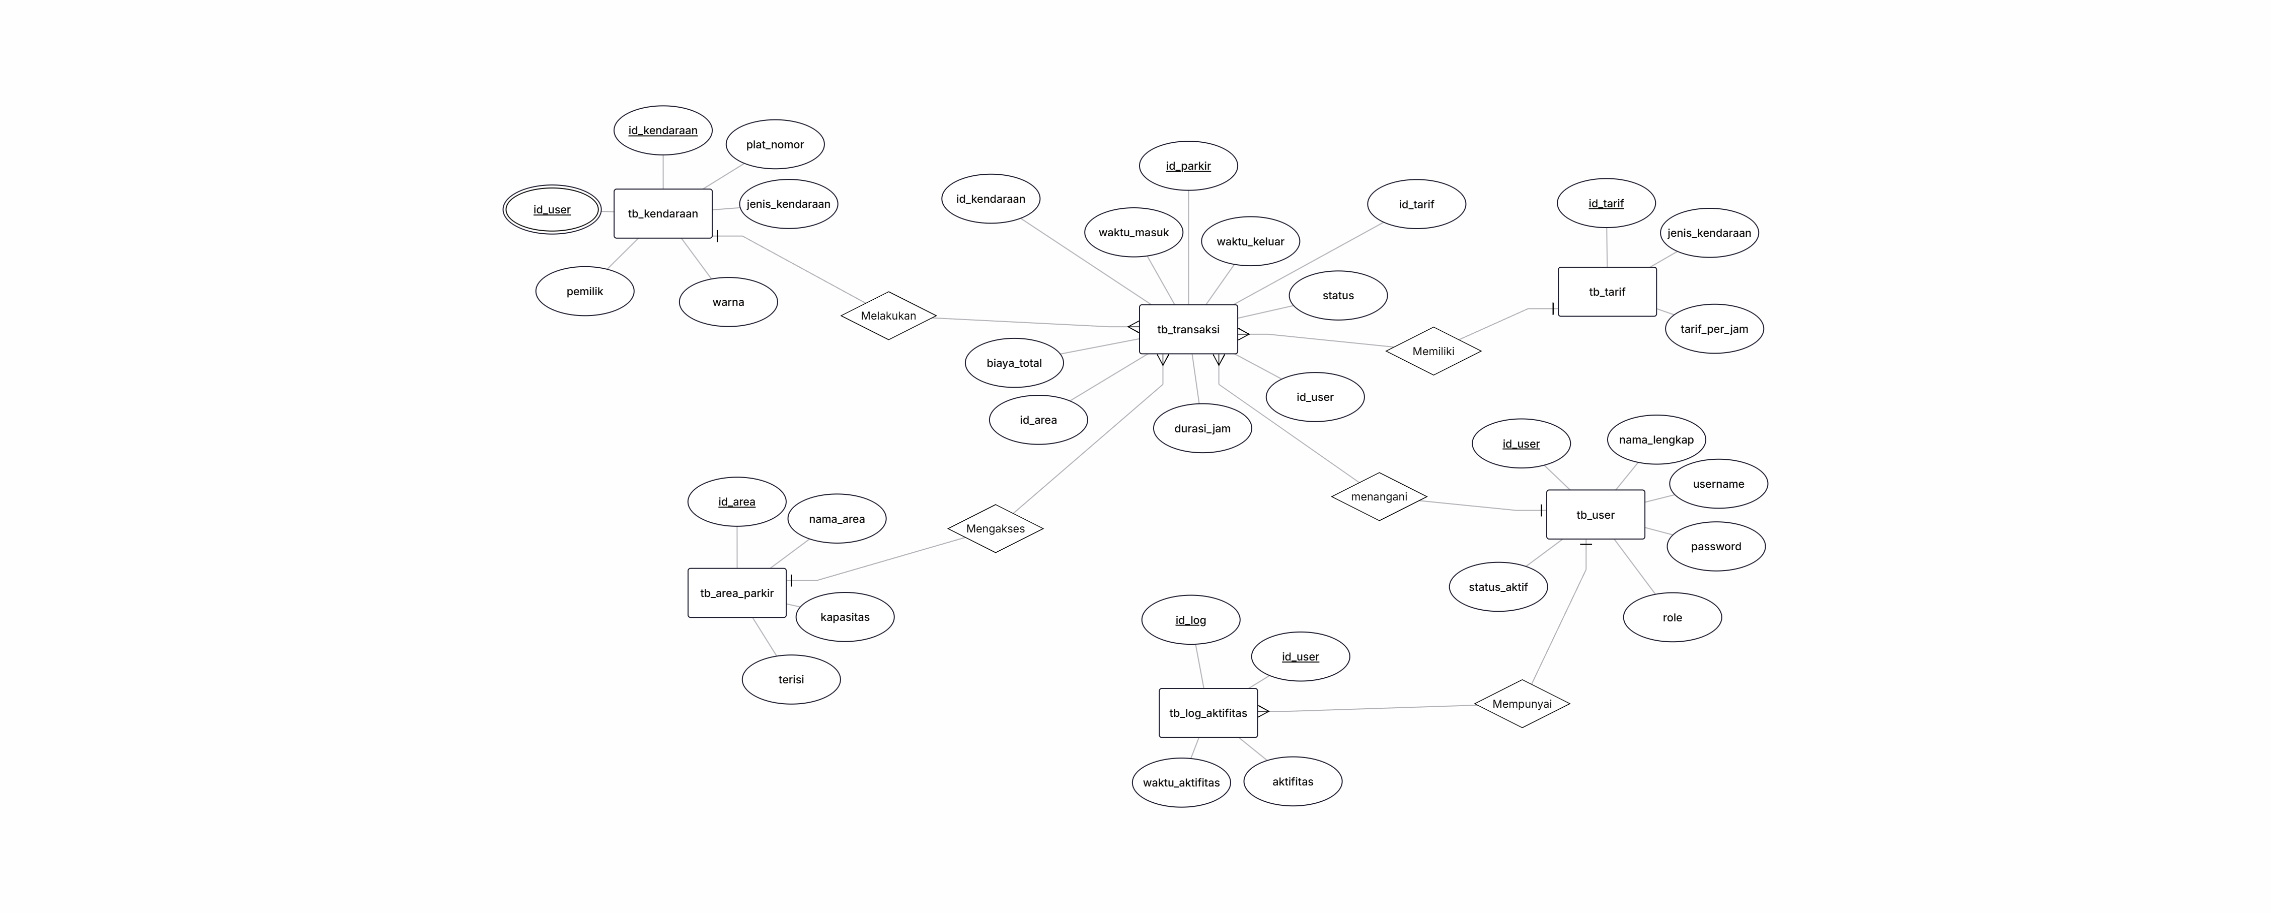 id_kendaraan
plat_nomor
id_user
tb_kendaraan
jenis_kendaraan
pemilik
warna
Melakukan
id_parkir
id_kendaraan
waktu_masuk
waktu_keluar
id_tarif
status
tb_transaksi
biaya_total
id_area
durasi_jam
id_user
id_tarif
jenis_kendaraan
tb_tarif
tarif_per_jam
Memiliki
id_user
nama_lengkap
username
tb_user
password
status_aktif
role
menangani
id_area
nama_area
Mengakses
tb_area_parkir
kapasitas
terisi
id_log
id_user
tb_log_aktifitas
Mempunyai
waktu_aktifitas
aktifitas